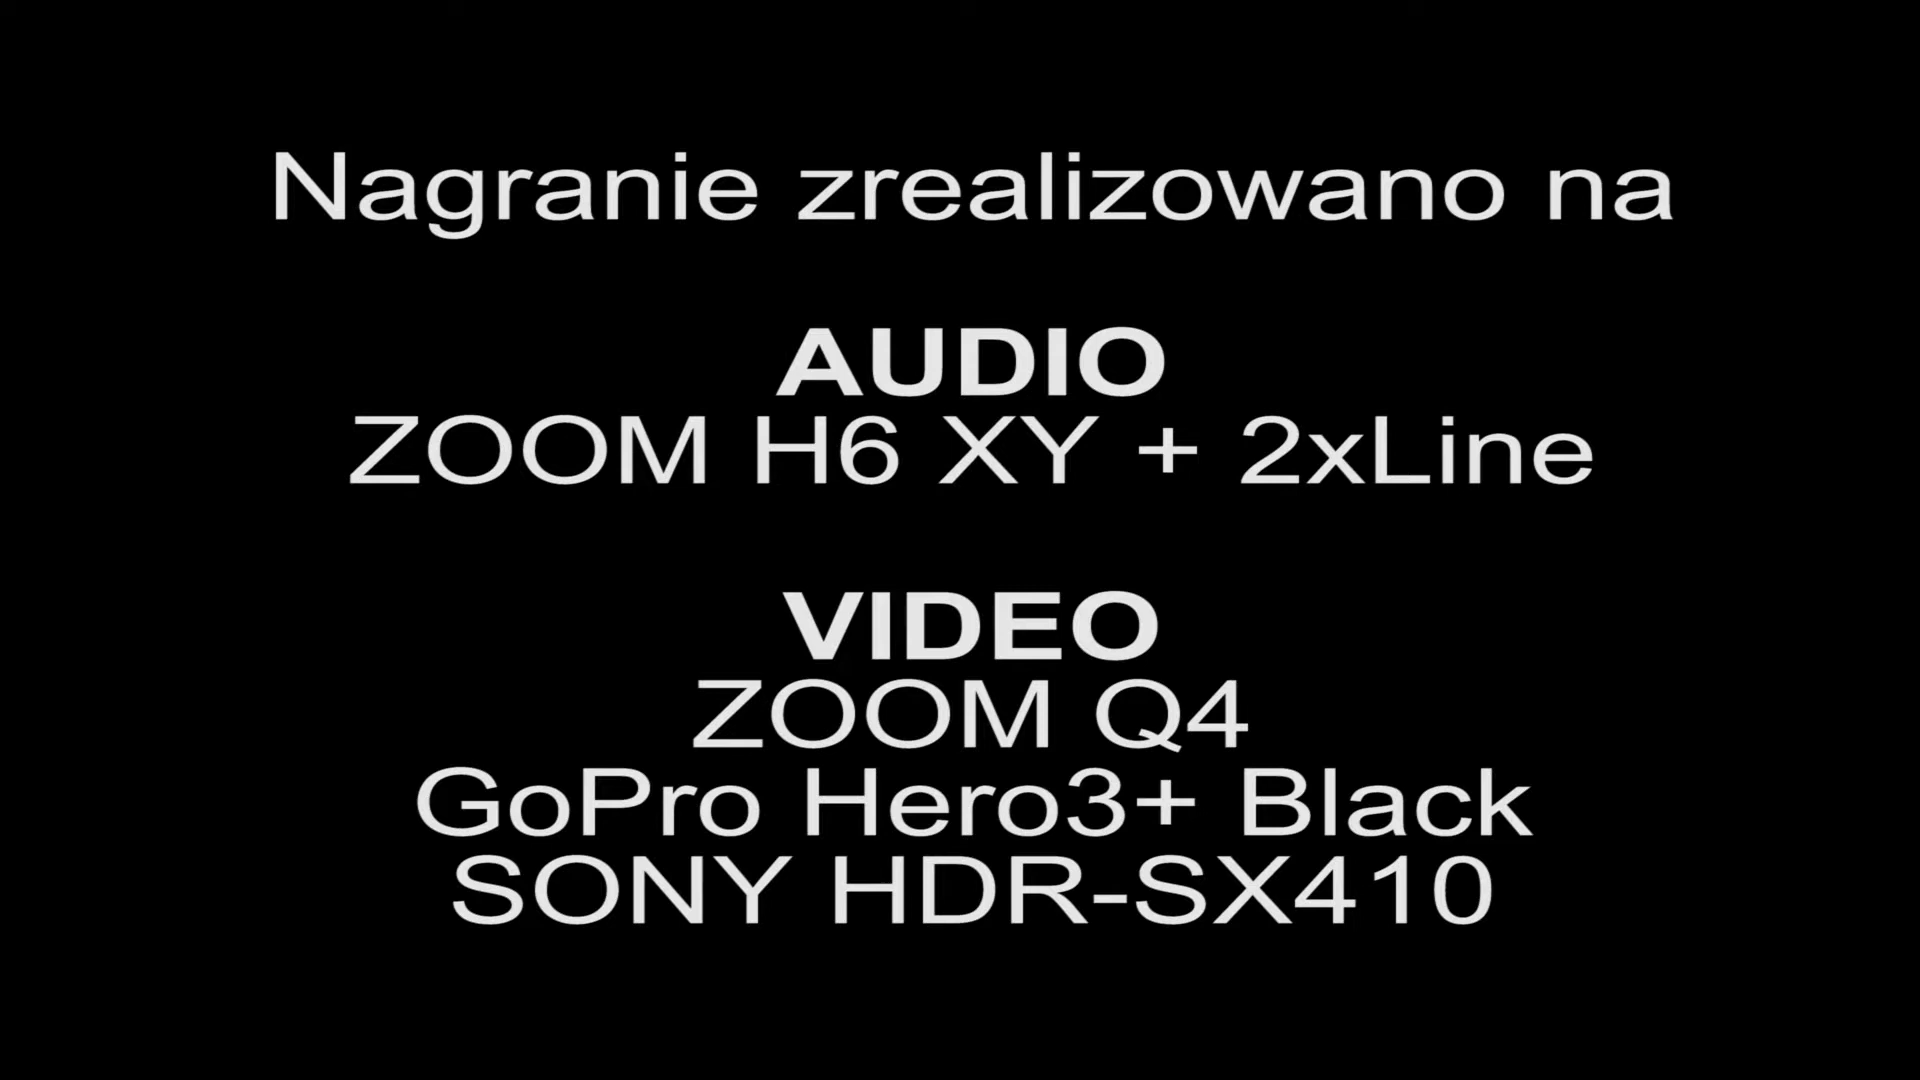 Nagranie zrealizowano na
AUDIO
ZOOM H6 XY + 2xLine
VIDEO
ZOOM Q4
GoPro Hero3+ Black
SONY HDR-SX410